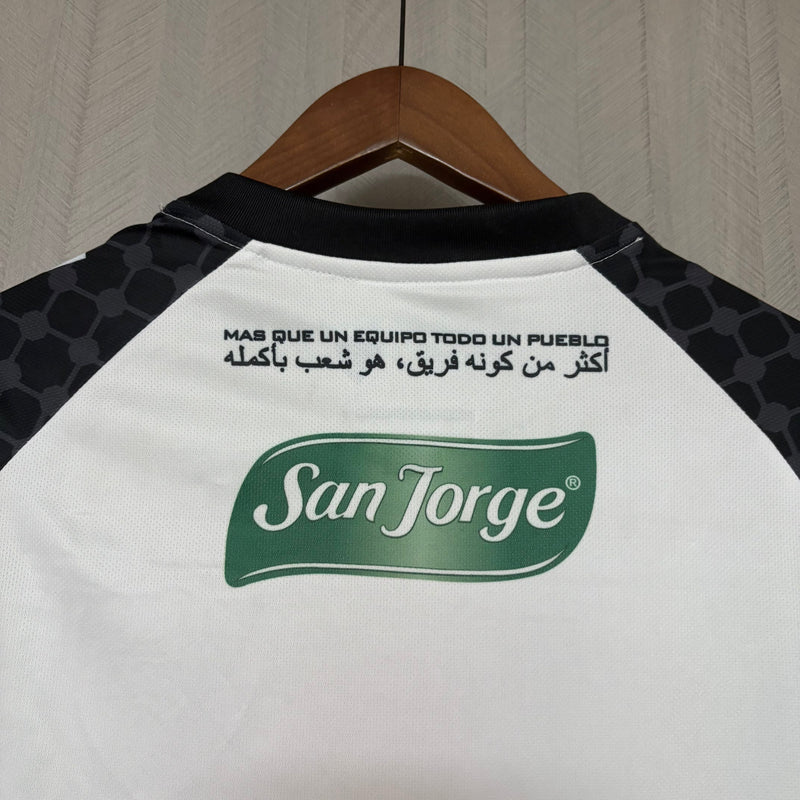 MAS QUE UN EQUIPO TODO UN PUEBLO
أكثر من كونه فريق، هو شعب بأكمله
San Jorge®